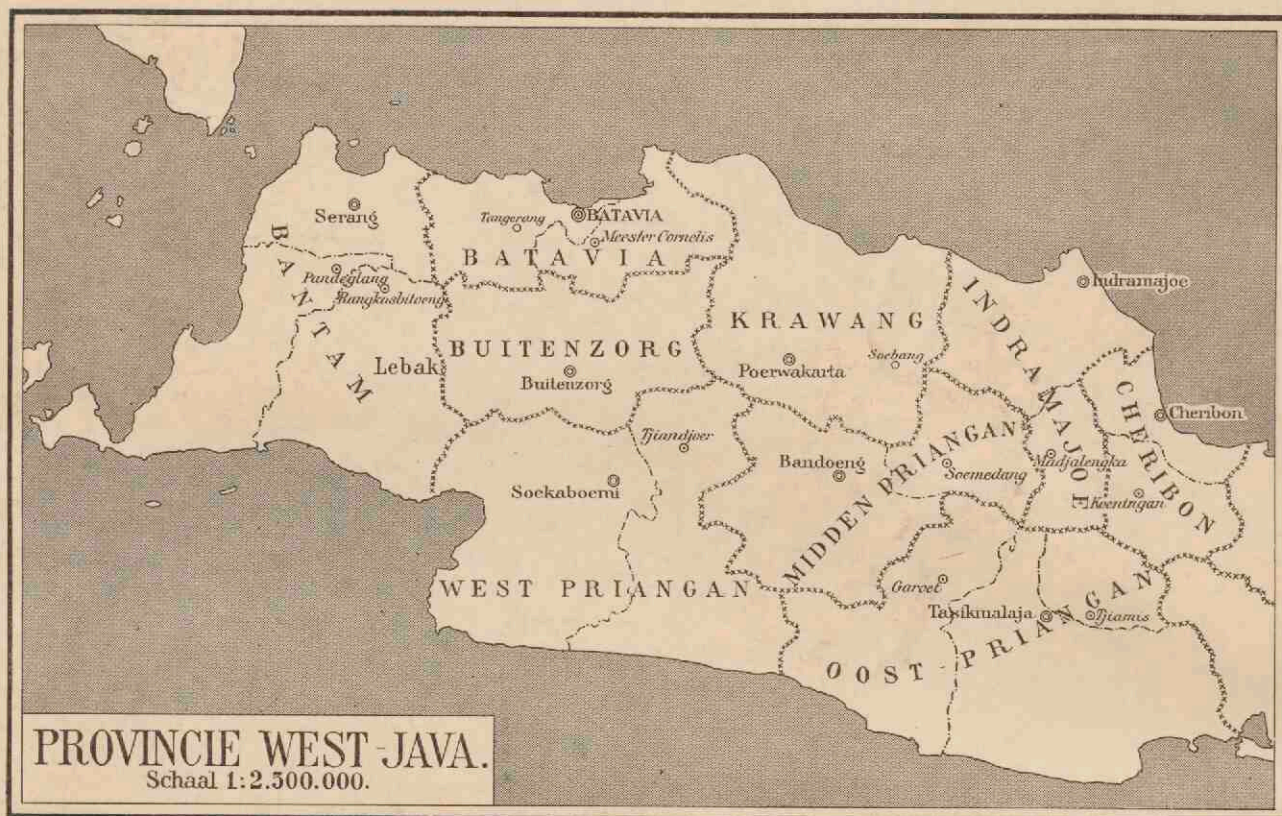 Serang
BANTAM
Pandeglang
Rangkasbitoeng
Lebak
Tangerang
BATAVIA
Meester Cornelis
BATAVIA
BUITENZORG
Buitenzorg
KRAWANG
Poerwakarta
Soebang
INDRAMAJOE
Indramajoe
CHERIBON
Cheribon
Tjiandjoer
Soekaboemi
WEST PRIANGAN
Bandoeng
MIDDEN PRIANGAN
Soemedang
Madjalengka
Koeningan
Garoet
Tasikmalaja
Tjiamis
OOST-PRIANGAN
PROVINCIE WEST-JAVA.
Schaal 1:2.500.000.